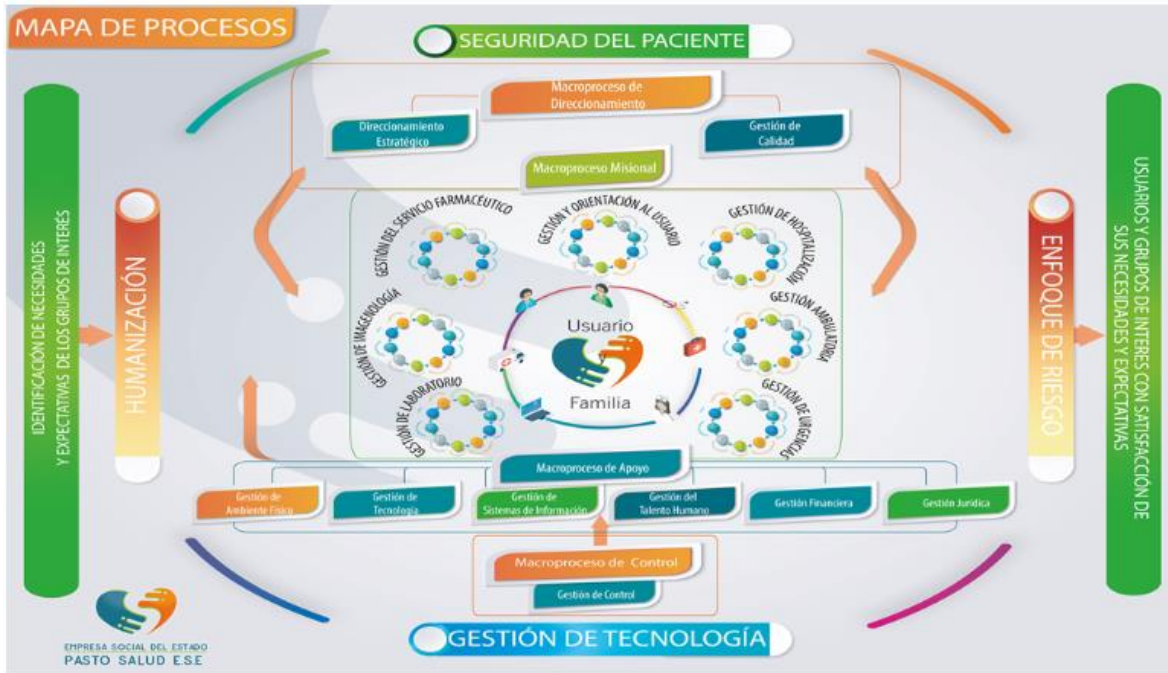 MAPA DE PROCESOS
SEGURIDAD DEL PACIENTE
Macroproceso de
Direccionamiento
Direccionamiento
Estratégico
Gestión de
Calidad
Macroproceso Misional
IDENTIFICACIÓN DE NECESIDADES
Y EXPECTATIVAS DE LOS GRUPOS DE INTERÉS
HUMANIZACIÓN
GESTIÓN DEL SERVICIO FARMACÉUTICO
GESTIÓN Y ORIENTACIÓN AL USUARIO
GESTIÓN DE HOSPITALIZACIÓN
GESTIÓN DE IMAGENOLOGÍA
Usuario
Familia
GESTIÓN AMBULATORIA
GESTIÓN DE LABORATORIO
GESTIÓN DE URGENCIAS
ENFOQUE DE RIESGO
USUARIOS Y GRUPOS DE INTERES CON SATISFACCIÓN DE
SUS NECESIDADES Y EXPECTATIVAS
Macroproceso de Apoyo
Gestión de
Ambiente Físico
Gestión de
Tecnología
Gestión de
Sistemas de Información
Gestión del
Talento Humano
Gestión Financiera
Gestión Jurídica
Macroproceso de Control
Gestión de Control
GESTIÓN DE TECNOLOGÍA
EMPRESA SOCIAL DEL ESTADO
PASTO SALUD E.S.E